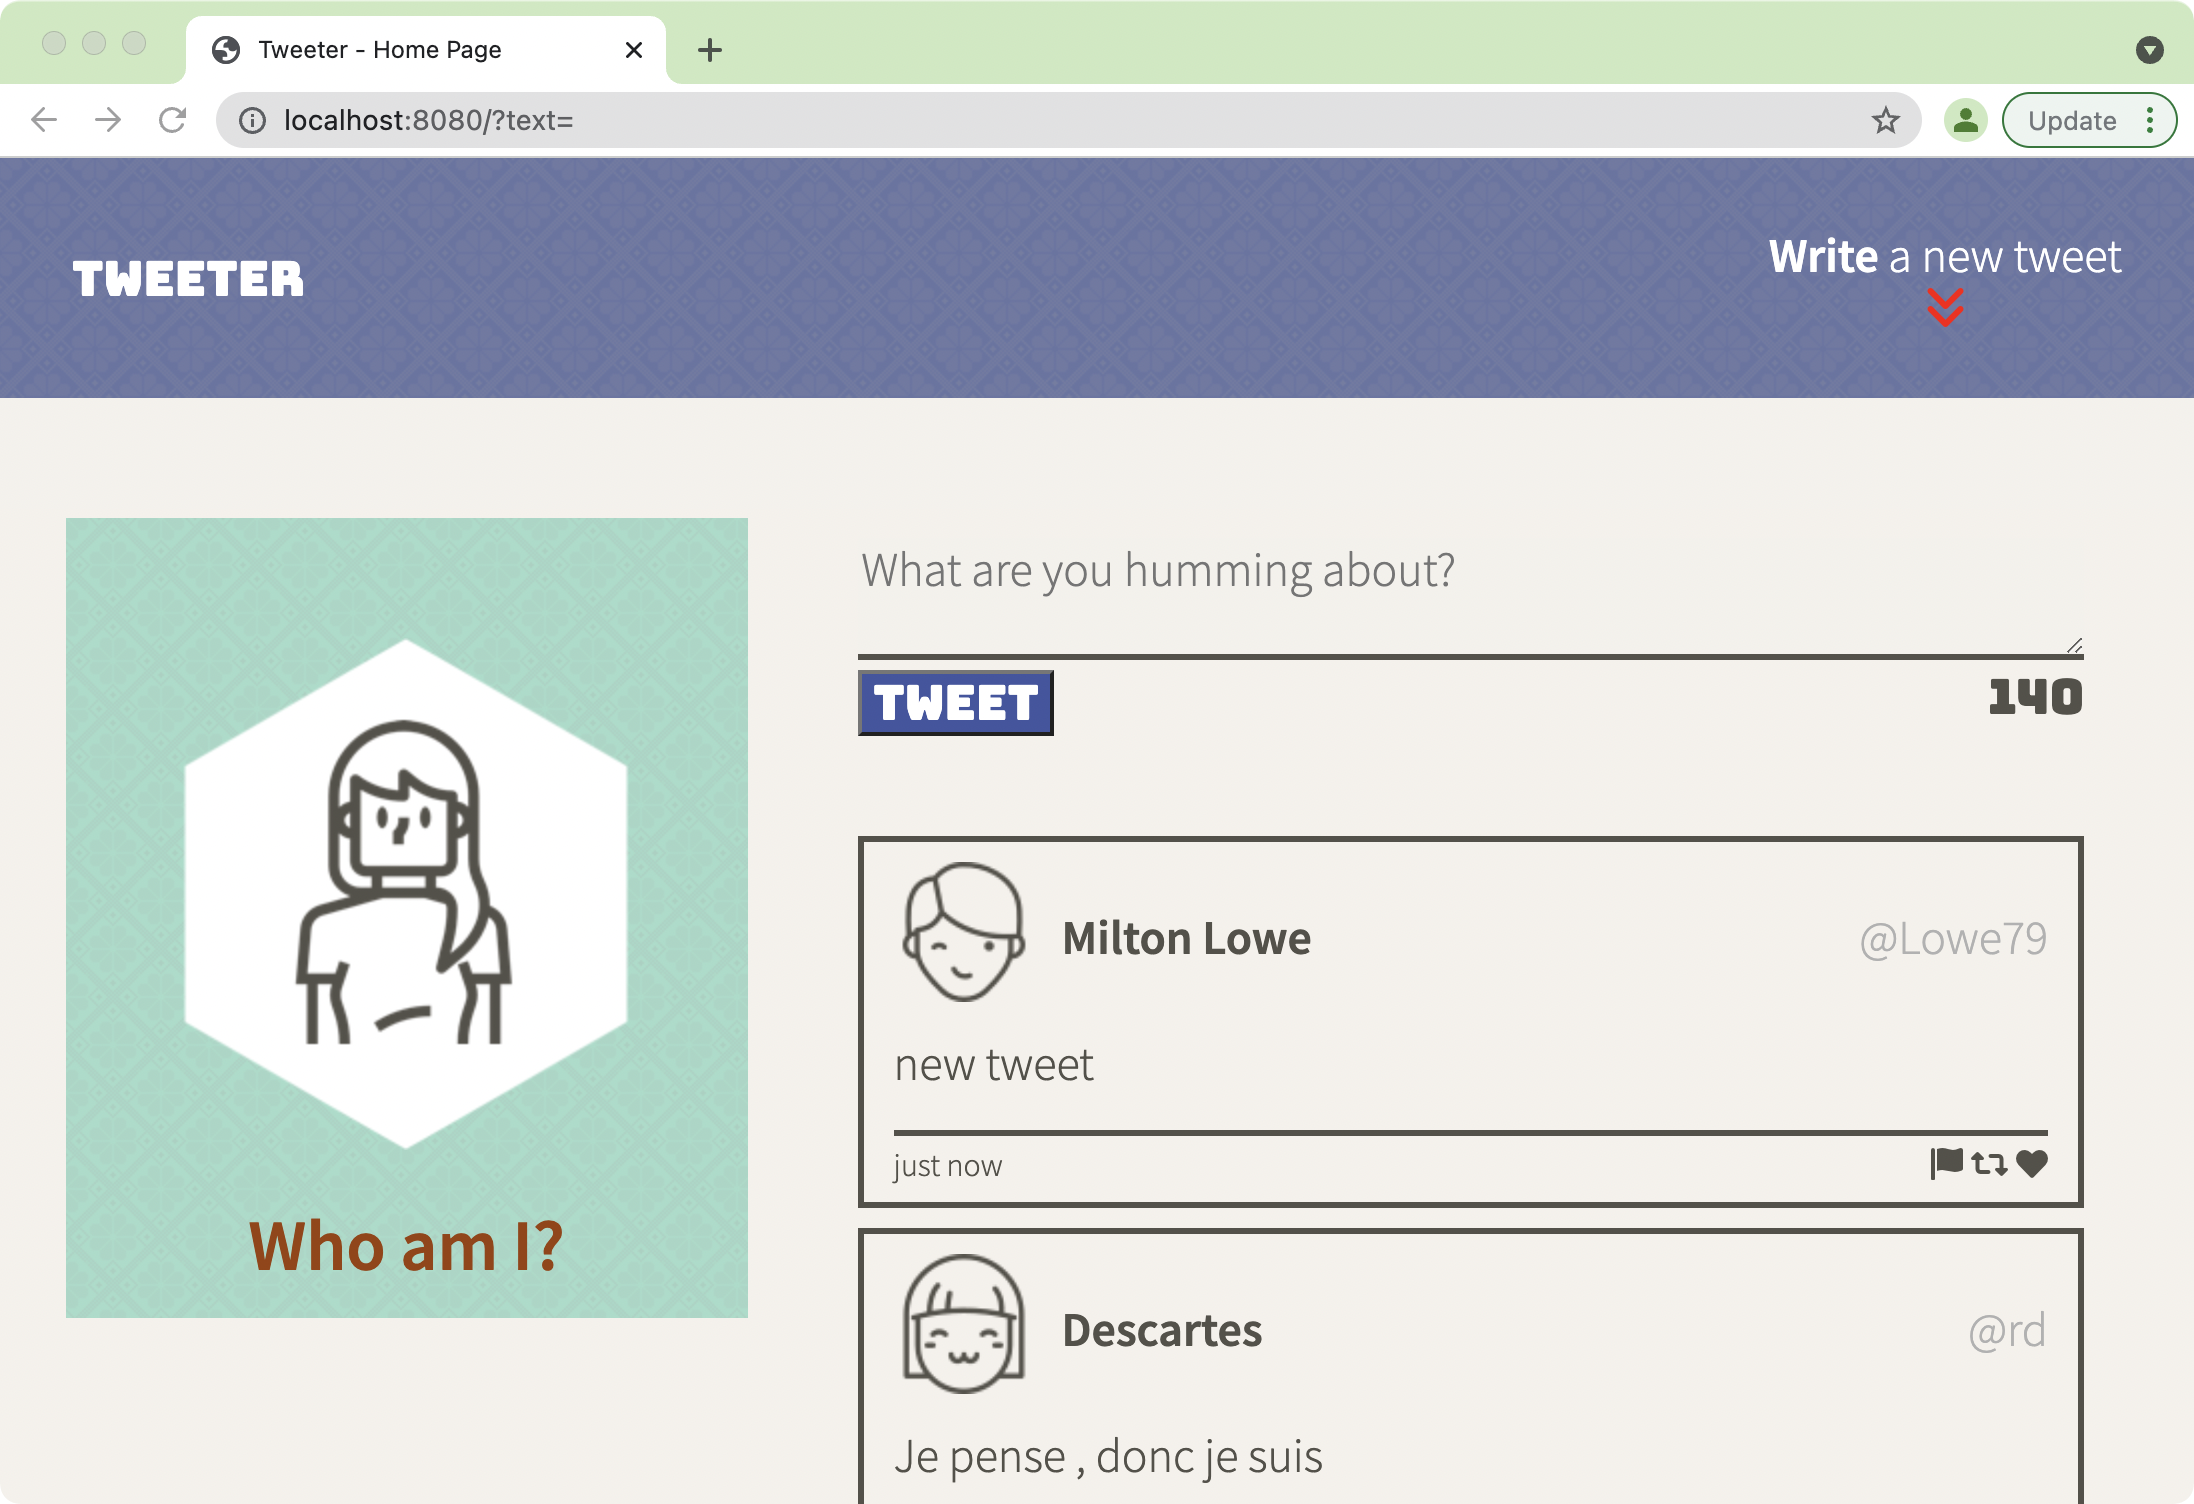 Tweeter - Home Page
localhost:8080/?text=
Update
TWEETER
Write a new tweet
Who am I?
What are you humming about?
TWEET
140
Milton Lowe
@Lowe79
new tweet
just now
Descartes
@rd
Je pense , donc je suis